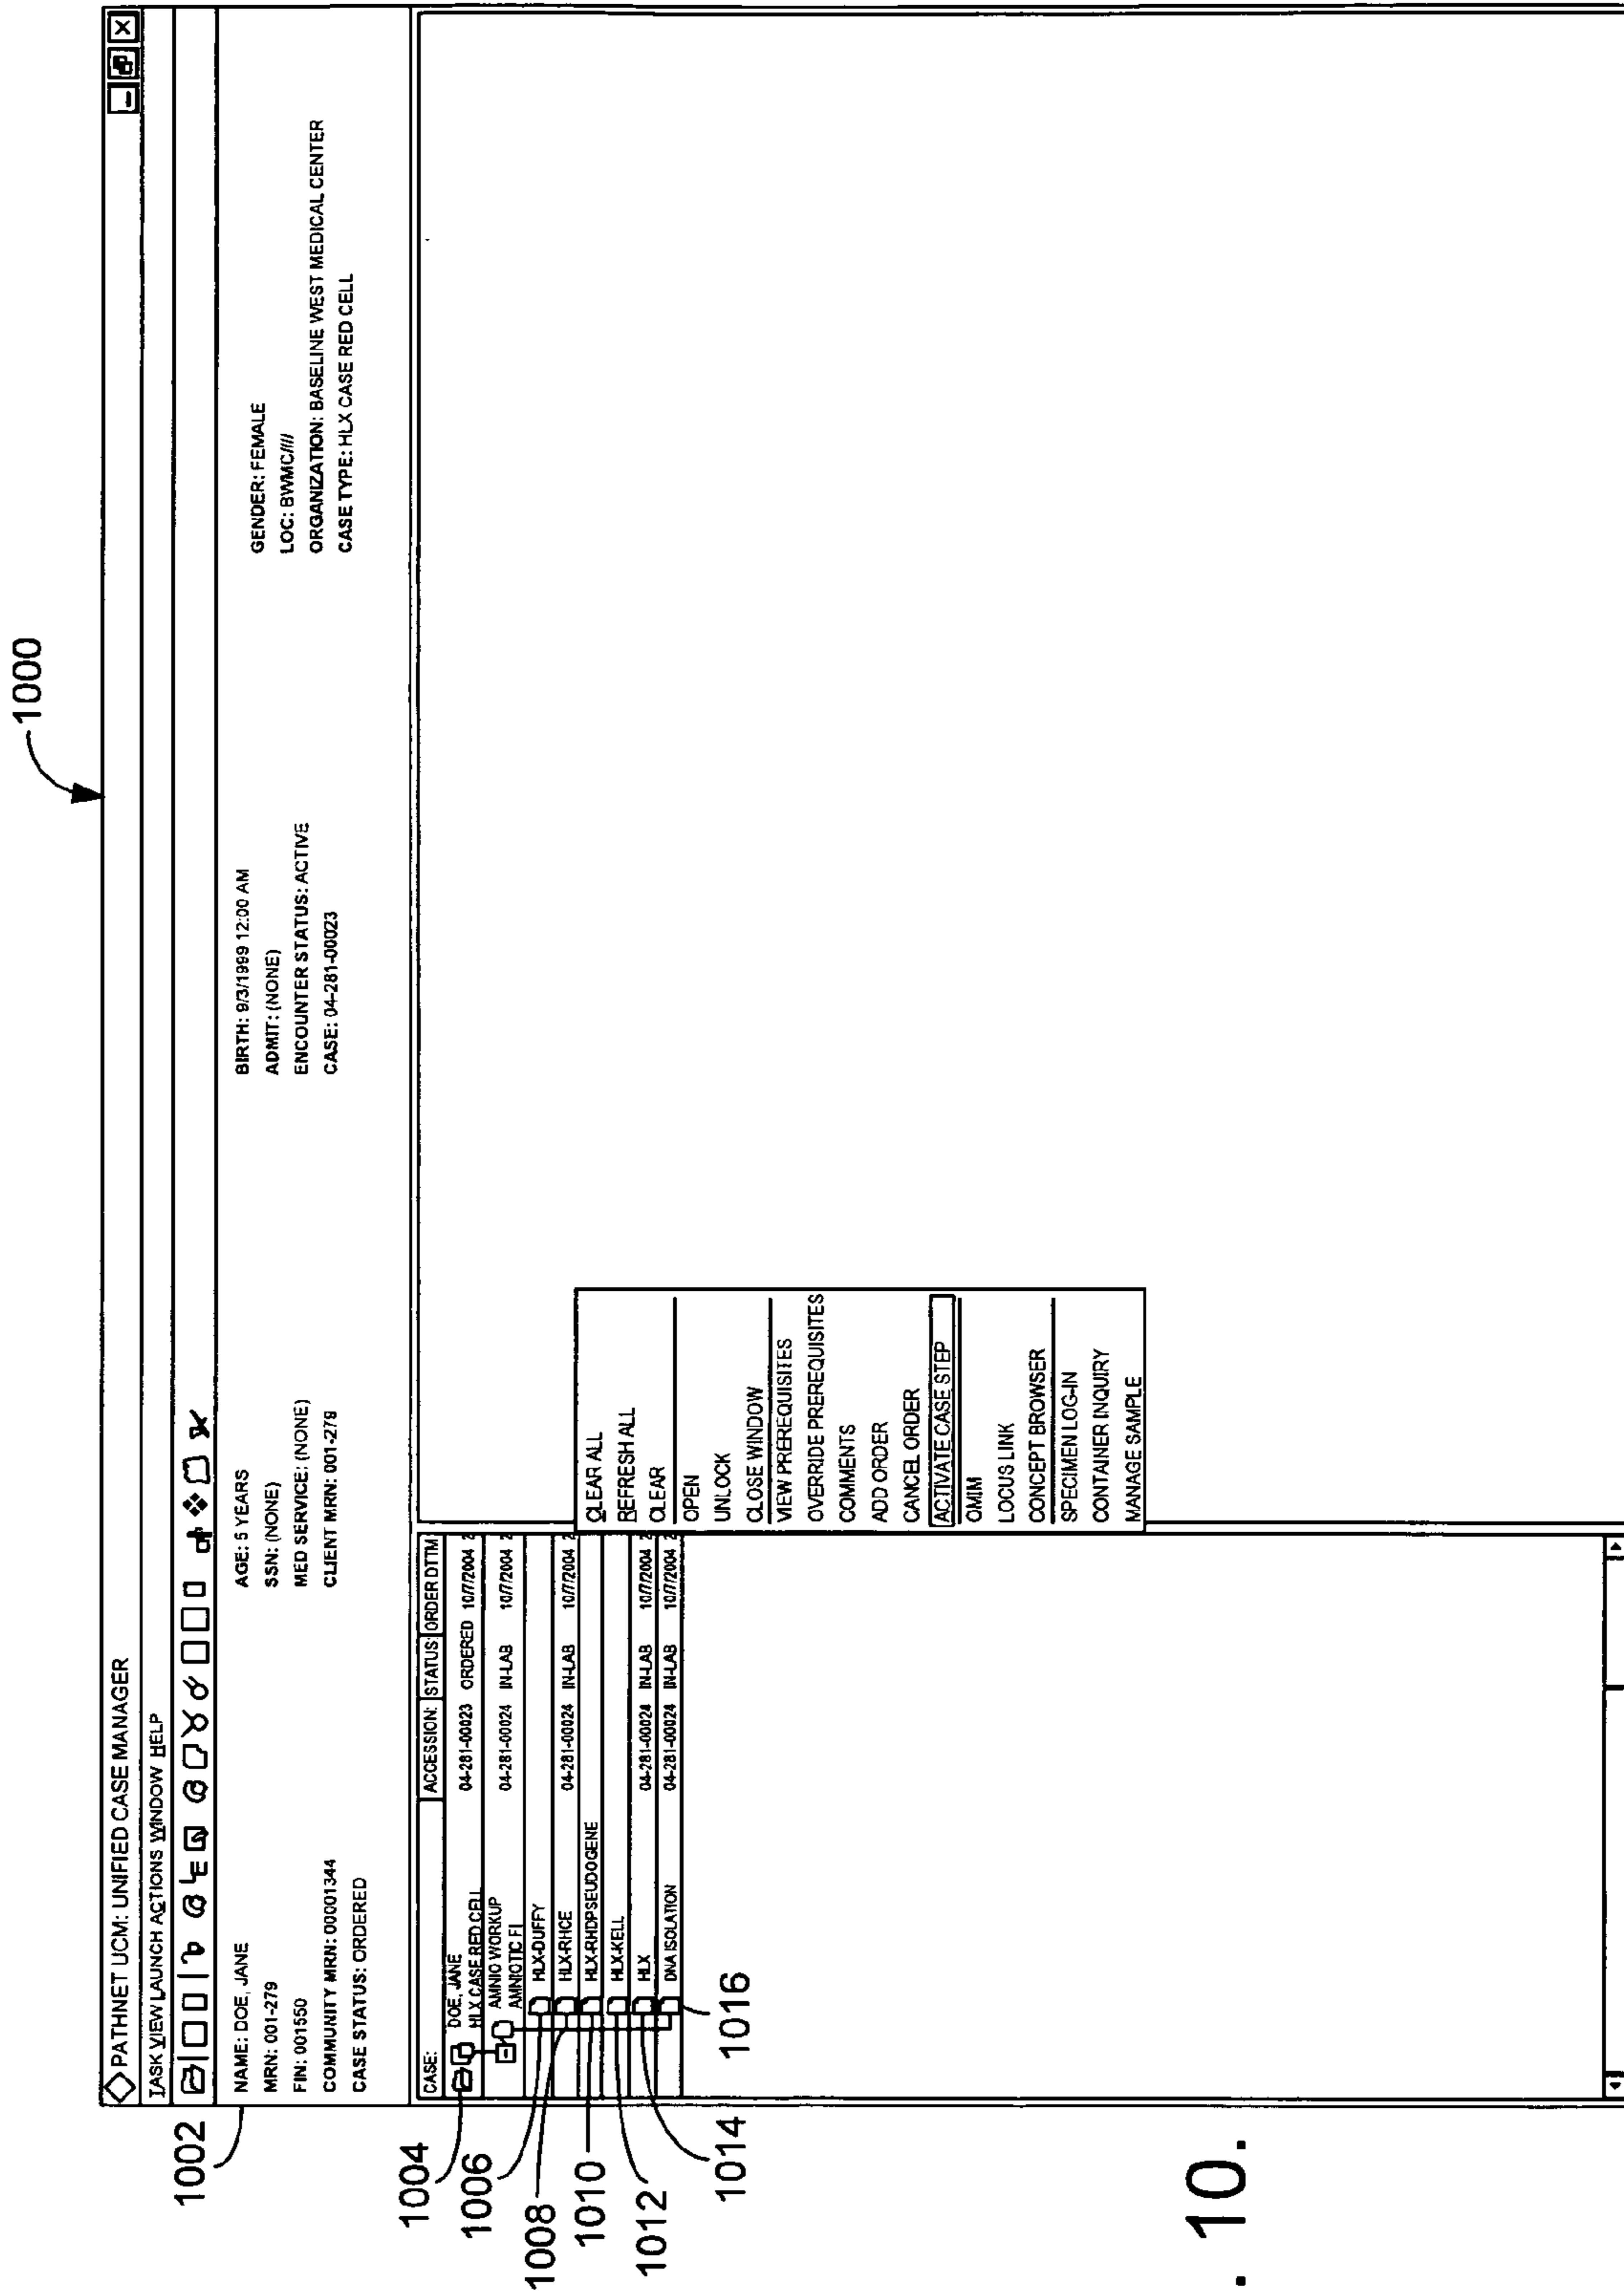 1000
PATHNET UCM: UNIFIED CASE MANAGER
TASK VIEW LAUNCH ACTIONS WINDOW HELP
1002
NAME: DOE, JANE
AGE: 5 YEARS
BIRTH: 9/3/1999 12:00 AM
GENDER: FEMALE
MRN: 001-279
SSN: (NONE)
ADMIT: (NONE)
LOC: BWMC////
FIN: 001550
MED SERVICE: (NONE)
ENCOUNTER STATUS: ACTIVE
ORGANIZATION: BASELINE WEST MEDICAL CENTER
COMMUNITY MRN: 00001344
CLIENT MRN: 001-279
CASE: 04-281-00023
CASE TYPE: HLX CASE RED CELL
CASE STATUS: ORDERED
CASE: ACCESSION: STATUS: ORDER DTTM
1004
DOE, JANE
HLX CASE RED CELL 04-281-00023 ORDERED 10/7/2004 2
AMNIO WORKUP
AMNIOTIC FI 04-281-00024 IN-LAB 10/7/2004 2
1006
HLX-DUFFY
1008
HLX-RHCE 04-281-00024 IN-LAB 10/7/2004 2
1010
HLX-RHDPSEUDOGENE
1012
HLX-KELL
1014
HLX 04-281-00024 IN-LAB 10/7/2004 2
1016
DNA ISOLATION 04-281-00024 IN-LAB 10/7/2004 2
CLEAR ALL
REFRESH ALL
CLEAR
OPEN
UNLOCK
CLOSE WINDOW
VIEW PREREQUISITES
OVERRIDE PREREQUISITES
COMMENTS
ADD ORDER
CANCEL ORDER
ACTIVATE CASE STEP
OMIM
LOCUS LINK
CONCEPT BROWSER
SPECIMEN LOG-IN
CONTAINER INQUIRY
MANAGE SAMPLE
. 10.